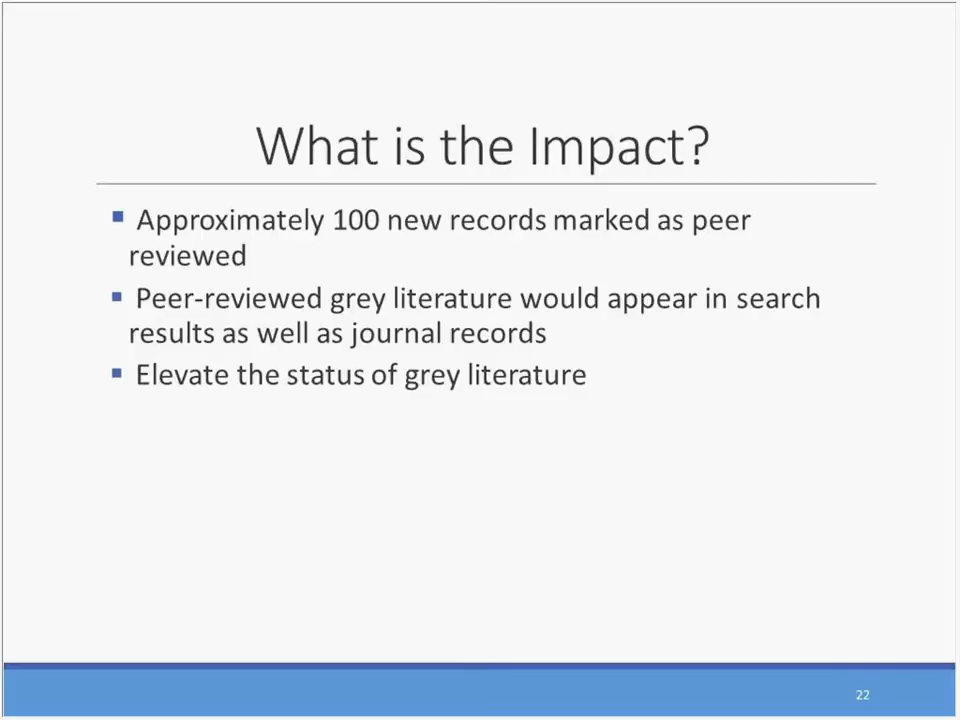 What is the Impact?
▪ Approximately 100 new records marked as peer
reviewed
▪ Peer-reviewed grey literature would appear in search
results as well as journal records
▪ Elevate the status of grey literature
22